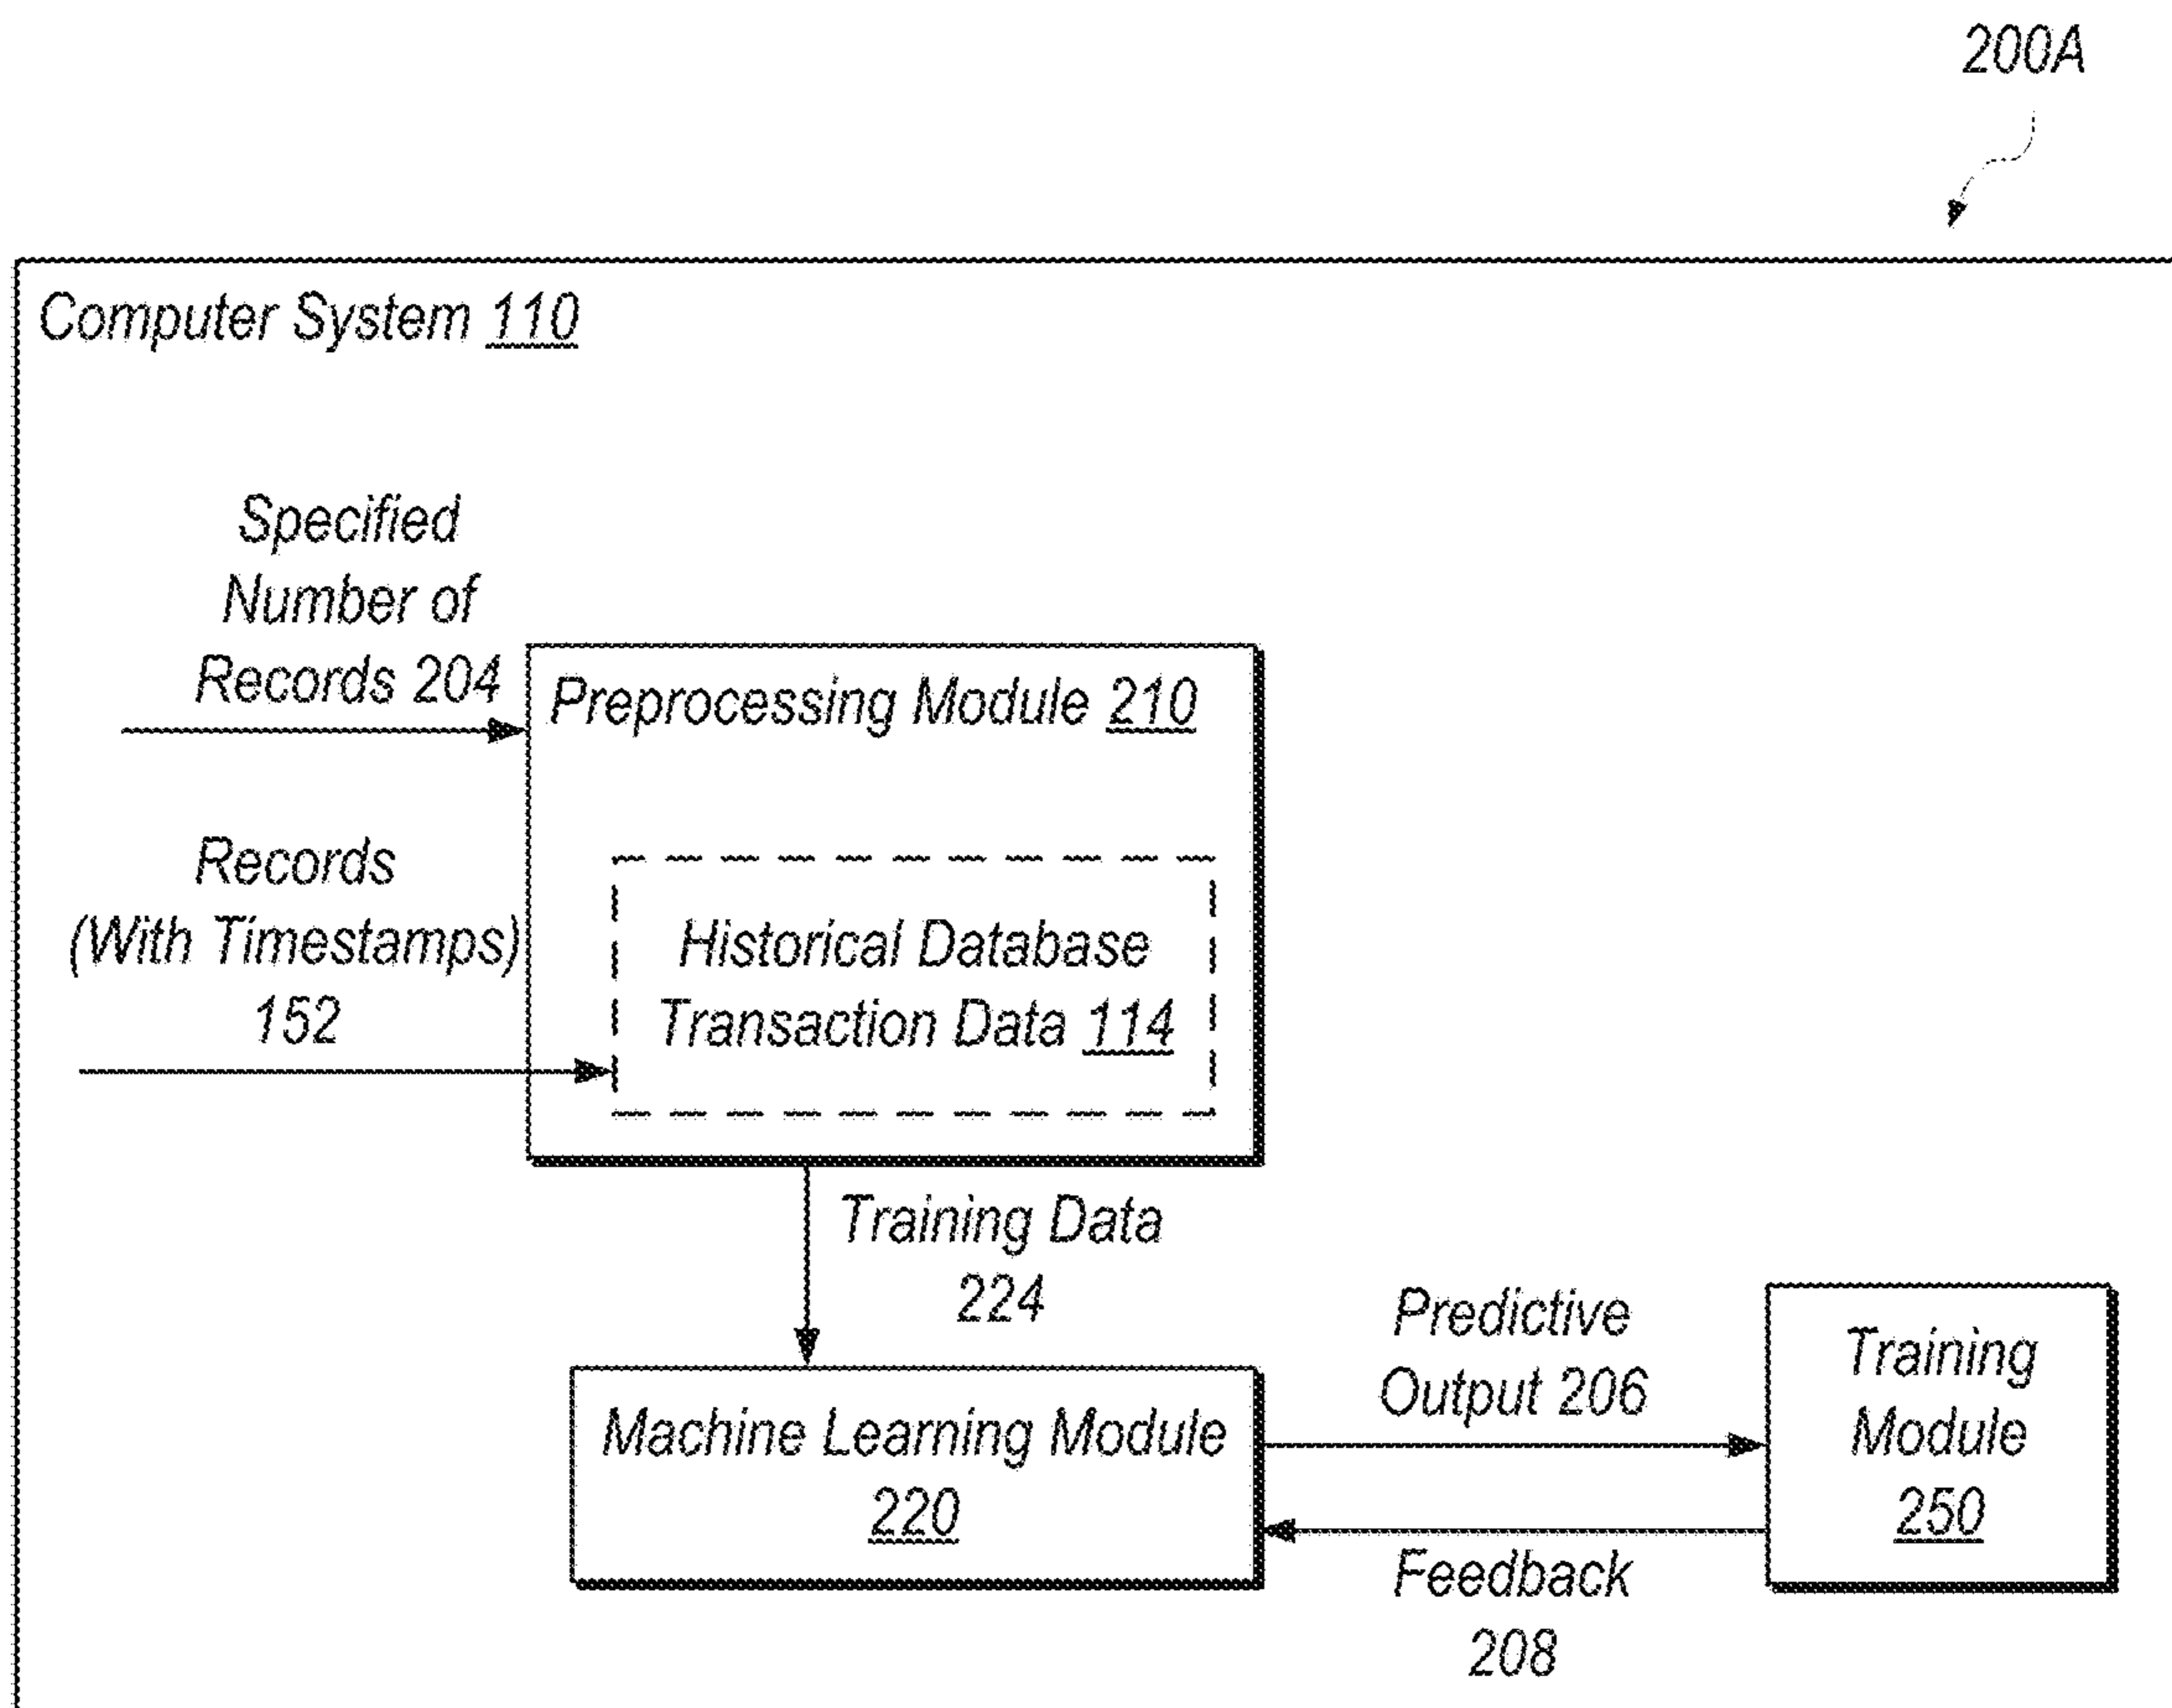 200A
Computer System 110
Specified
Number of
Records 204
Preprocessing Module 210
Records
(With Timestamps)
152
Historical Database
Transaction Data 114
Training Data
224
Predictive
Output 206
Training
Module
250
Machine Learning Module
220
Feedback
208